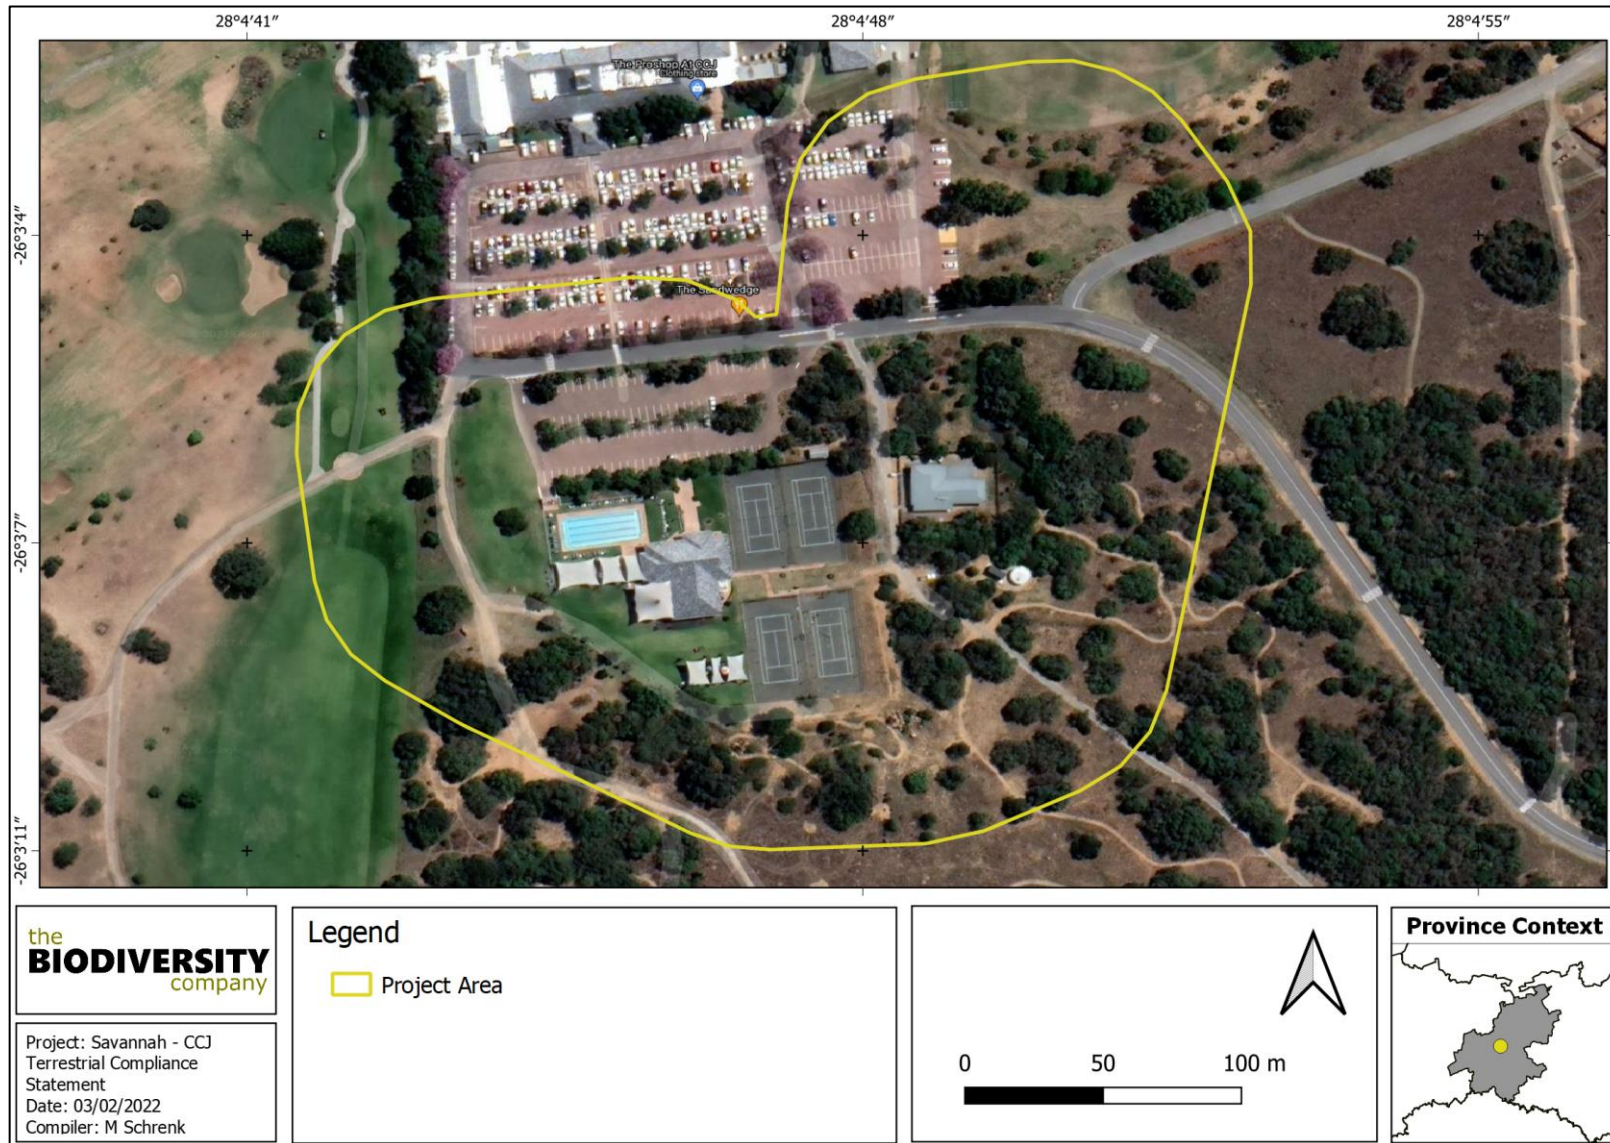 28°4'41"
28°4'48"
28°4'55"
The Proshop At CCJ
Clothing store
-26°3'4"
The Sandwedge
-26°3'7"
-26°3'11"
the
BIODIVERSITY
company
Project: Savannah - CCJ
Terrestrial Compliance
Statement
Date: 03/02/2022
Compiler: M Schrenk
Legend
Project Area
0 50 100 m
Province Context